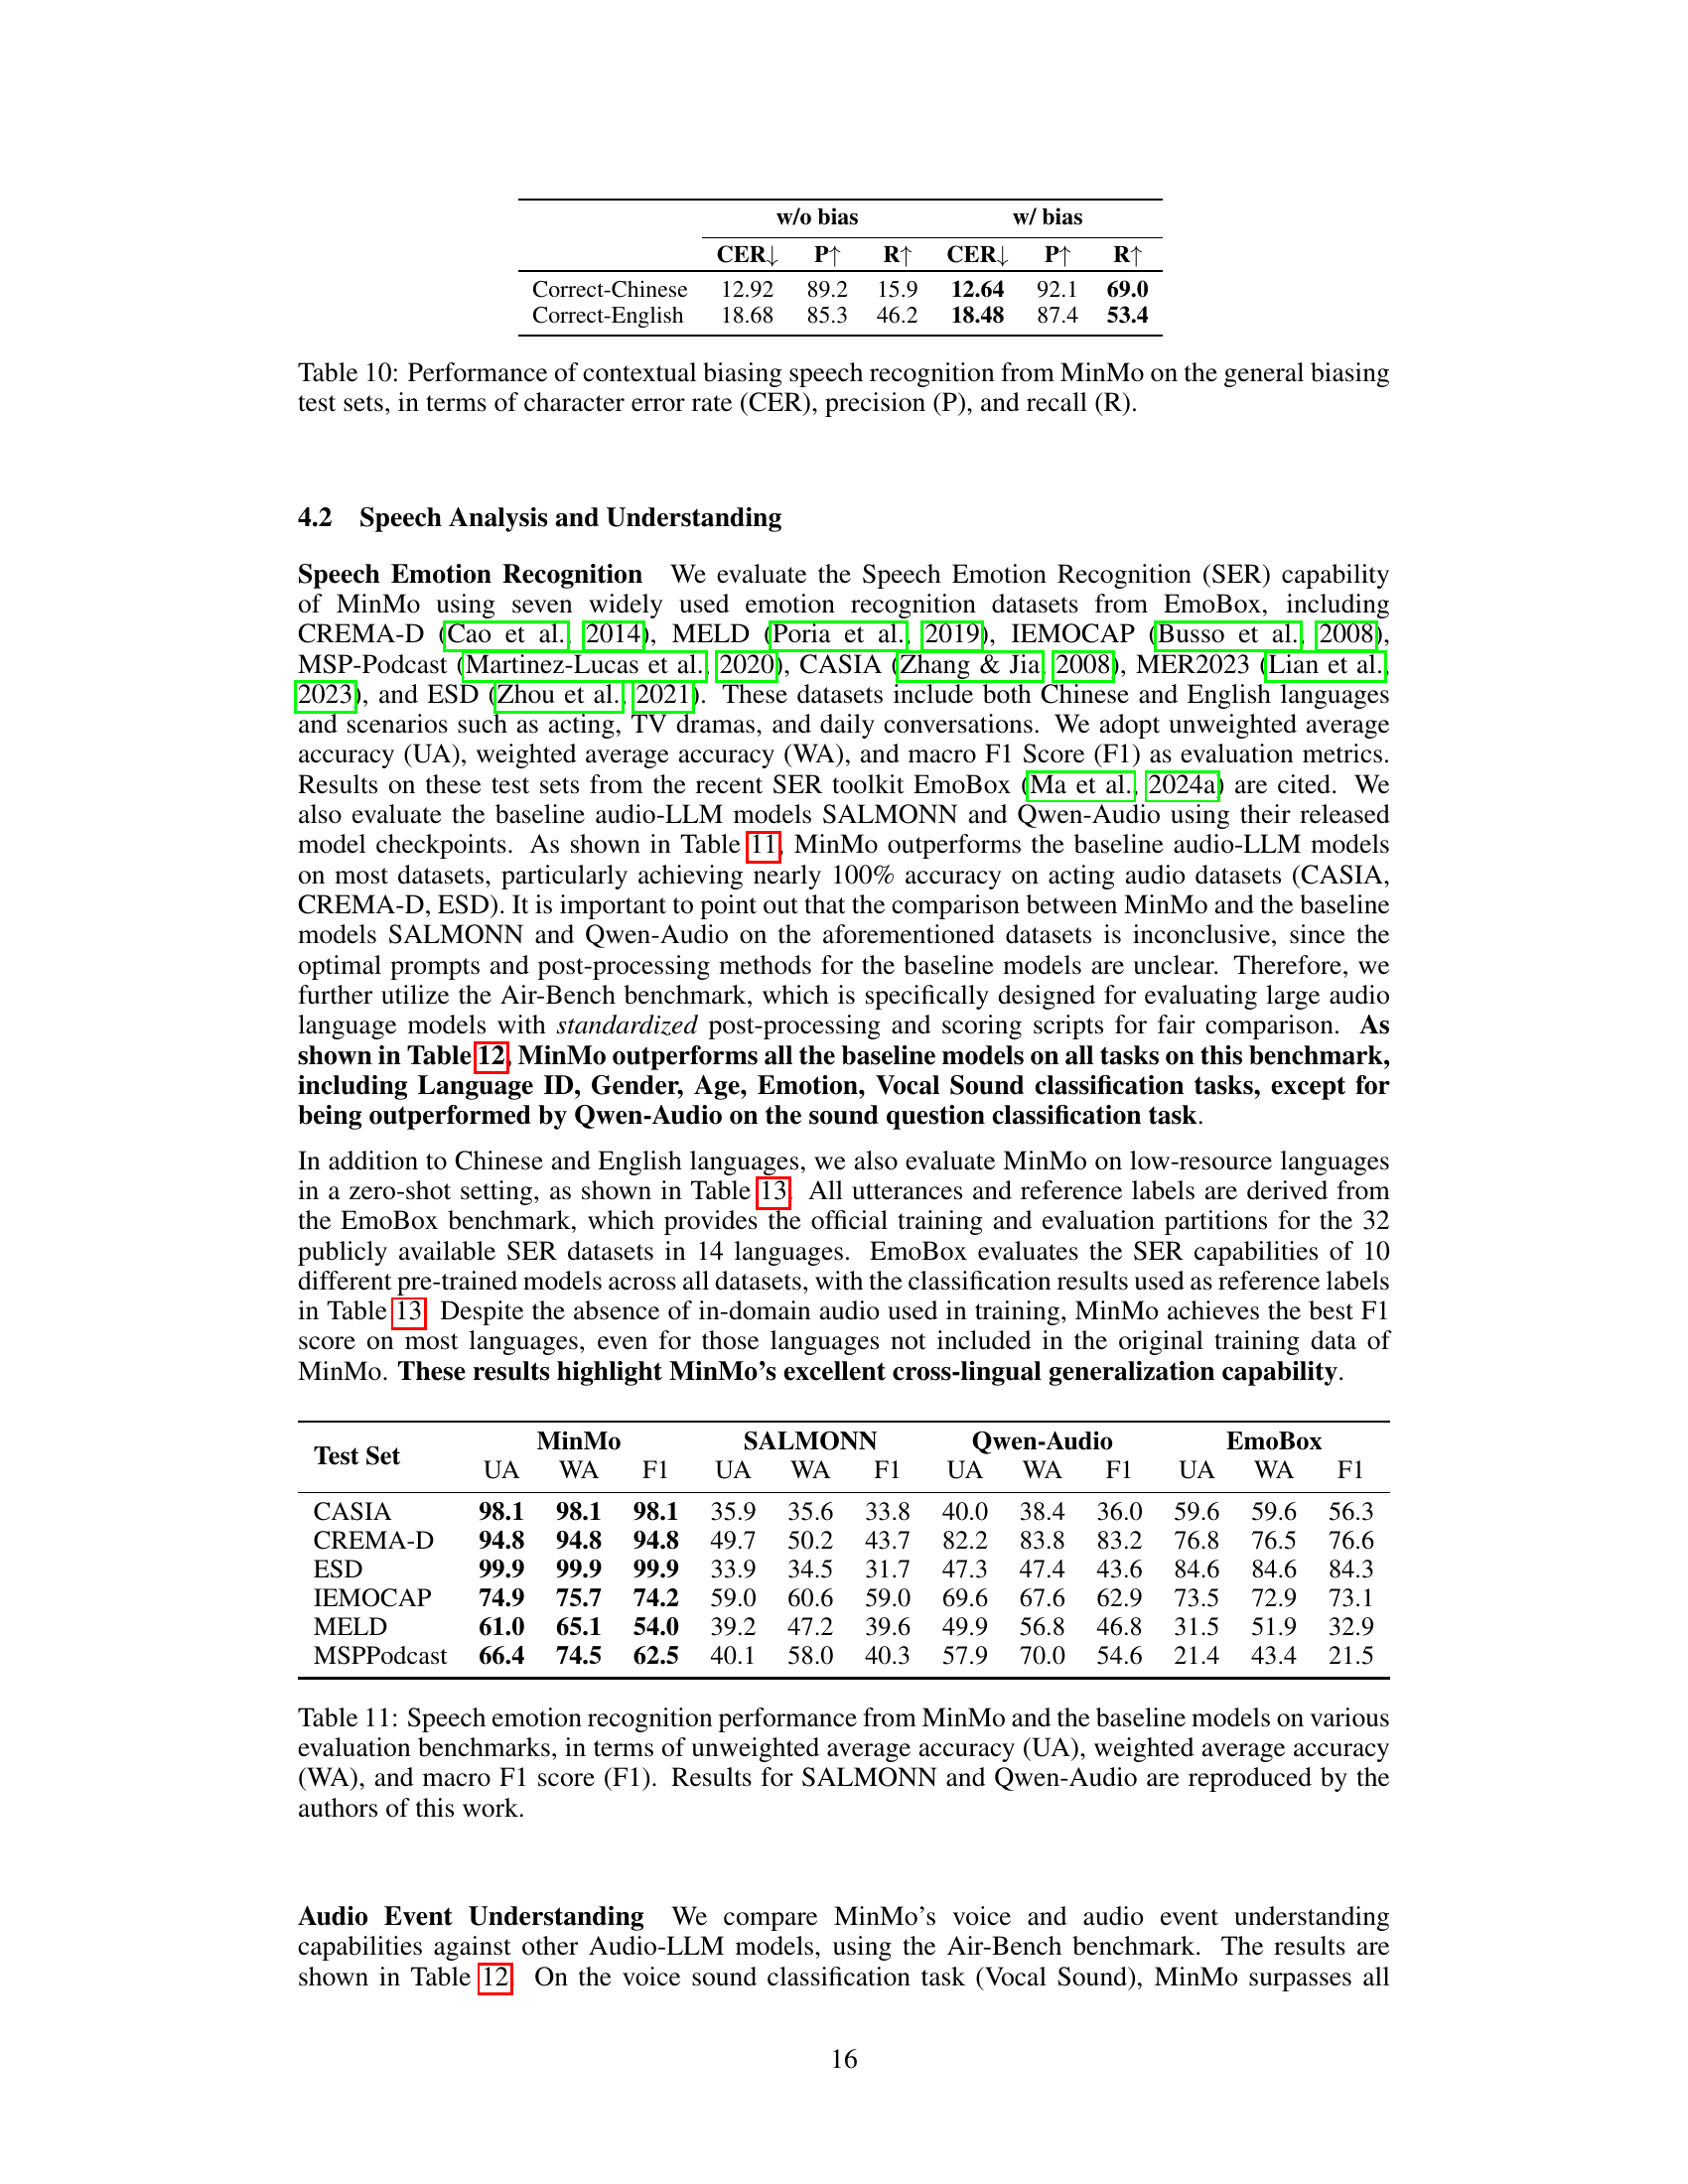 w/o bias w/ bias
CER↓ P↑ R↑ CER↓ P↑ R↑
Correct-Chinese 12.92 89.2 15.9 12.64 92.1 69.0
Correct-English 18.68 85.3 46.2 18.48 87.4 53.4
Table 10: Performance of contextual biasing speech recognition from MinMo on the general biasing
test sets, in terms of character error rate (CER), precision (P), and recall (R).
4.2 Speech Analysis and Understanding
Speech Emotion Recognition We evaluate the Speech Emotion Recognition (SER) capability
of MinMo using seven widely used emotion recognition datasets from EmoBox, including
CREMA-D (Cao et al., 2014), MELD (Poria et al., 2019), IEMOCAP (Busso et al., 2008),
MSP-Podcast (Martinez-Lucas et al., 2020), CASIA (Zhang & Jia, 2008), MER2023 (Lian et al.,
2023), and ESD (Zhou et al., 2021). These datasets include both Chinese and English languages
and scenarios such as acting, TV dramas, and daily conversations. We adopt unweighted average
accuracy (UA), weighted average accuracy (WA), and macro F1 Score (F1) as evaluation metrics.
Results on these test sets from the recent SER toolkit EmoBox (Ma et al., 2024a) are cited. We
also evaluate the baseline audio-LLM models SALMONN and Qwen-Audio using their released
model checkpoints. As shown in Table 11, MinMo outperforms the baseline audio-LLM models
on most datasets, particularly achieving nearly 100% accuracy on acting audio datasets (CASIA,
CREMA-D, ESD). It is important to point out that the comparison between MinMo and the baseline
models SALMONN and Qwen-Audio on the aforementioned datasets is inconclusive, since the
optimal prompts and post-processing methods for the baseline models are unclear. Therefore, we
further utilize the Air-Bench benchmark, which is specifically designed for evaluating large audio
language models with standardized post-processing and scoring scripts for fair comparison. As
shown in Table 12, MinMo outperforms all the baseline models on all tasks on this benchmark,
including Language ID, Gender, Age, Emotion, Vocal Sound classification tasks, except for
being outperformed by Qwen-Audio on the sound question classification task.
In addition to Chinese and English languages, we also evaluate MinMo on low-resource languages
in a zero-shot setting, as shown in Table 13. All utterances and reference labels are derived from
the EmoBox benchmark, which provides the official training and evaluation partitions for the 32
publicly available SER datasets in 14 languages. EmoBox evaluates the SER capabilities of 10
different pre-trained models across all datasets, with the classification results used as reference labels
in Table 13. Despite the absence of in-domain audio used in training, MinMo achieves the best F1
score on most languages, even for those languages not included in the original training data of
MinMo. These results highlight MinMo's excellent cross-lingual generalization capability.
Test Set MinMo SALMONN Qwen-Audio EmoBox
UA WA F1 UA WA F1 UA WA F1 UA WA F1
CASIA 98.1 98.1 98.1 35.9 35.6 33.8 40.0 38.4 36.0 59.6 59.6 56.3
CREMA-D 94.8 94.8 94.8 49.7 50.2 43.7 82.2 83.8 83.2 76.8 76.5 76.6
ESD 99.9 99.9 99.9 33.9 34.5 31.7 47.3 47.4 43.6 84.6 84.6 84.3
IEMOCAP 74.9 75.7 74.2 59.0 60.6 59.0 69.6 67.6 62.9 73.5 72.9 73.1
MELD 61.0 65.1 54.0 39.2 47.2 39.6 49.9 56.8 46.8 31.5 51.9 32.9
MSPPodcast 66.4 74.5 62.5 40.1 58.0 40.3 57.9 70.0 54.6 21.4 43.4 21.5
Table 11: Speech emotion recognition performance from MinMo and the baseline models on various
evaluation benchmarks, in terms of unweighted average accuracy (UA), weighted average accuracy
(WA), and macro F1 score (F1). Results for SALMONN and Qwen-Audio are reproduced by the
authors of this work.
Audio Event Understanding We compare MinMo's voice and audio event understanding
capabilities against other Audio-LLM models, using the Air-Bench benchmark. The results are
shown in Table 12. On the voice sound classification task (Vocal Sound), MinMo surpasses all
16